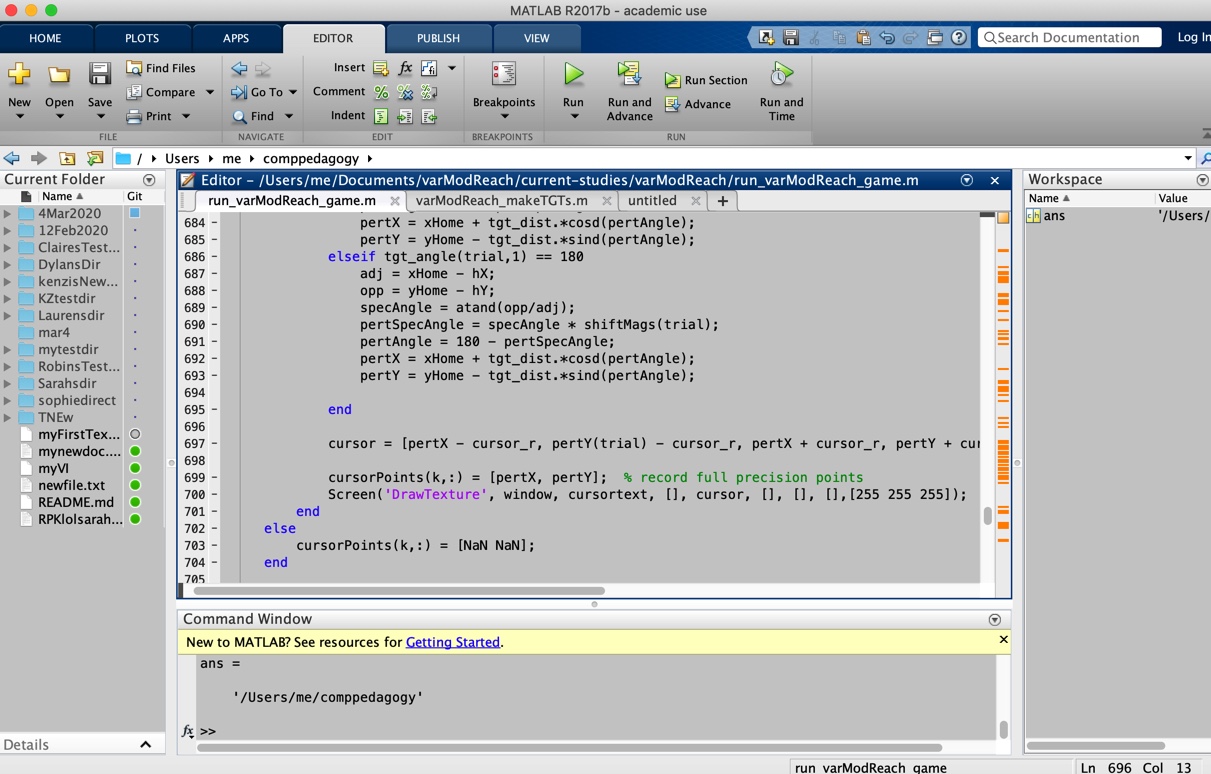 MATLAB R2017b - academic use
HOME PLOTS APPS EDITOR PUBLISH VIEW Search Documentation Log In
New Open Save Find Files Compare Print
Go To Find
Insert fx Comment % Indent
Breakpoints
Run Run and Advance Run Section Advance Run and Time
FILE NAVIGATE EDIT BREAKPOINTS RUN
/ Users me comppedagogy
Current Folder
Name Git
4Mar2020
12Feb2020
ClairesTest...
DylansDir
kenzisNew...
KZtestdir
Laurensdir
mar4
mytestdir
RobinsTest...
Sarahsdir
sophiedirect
TNEw
myFirstTex...
mynewdoc....
myVI
newfile.txt
README.md
RPKlolsarah...
Details
Editor - /Users/me/Documents/varModReach/current-studies/varModReach/run_varModReach_game.m
run_varModReach_game.m varModReach_makeTGTs.m untitled +
684 - pertX = xHome + tgt_dist.*cosd(pertAngle);
685 - pertY = yHome - tgt_dist.*sind(pertAngle);
686 - elseif tgt_angle(trial,1) == 180
687 - adj = xHome - hX;
688 - opp = yHome - hY;
689 - specAngle = atand(opp/adj);
690 - pertSpecAngle = specAngle * shiftMags(trial);
691 - pertAngle = 180 - pertSpecAngle;
692 - pertX = xHome + tgt_dist.*cosd(pertAngle);
693 - pertY = yHome - tgt_dist.*sind(pertAngle);
694
695 - end
696
697 - cursor = [pertX - cursor_r, pertY(trial) - cursor_r, pertX + cursor_r, pertY + cur
698
699 - cursorPoints(k,:) = [pertX, pertY]; % record full precision points
700 - Screen('DrawTexture', window, cursortext, [], cursor, [], [], [],[255 255 255]);
701 - end
702 - else
703 - cursorPoints(k,:) = [NaN NaN];
704 - end
705
Command Window
New to MATLAB? See resources for Getting Started.
ans =
'/Users/me/comppedagogy'
fx >>
Workspace
Name Value
ans '/Users/
run_varModReach_game Ln 696 Col 13